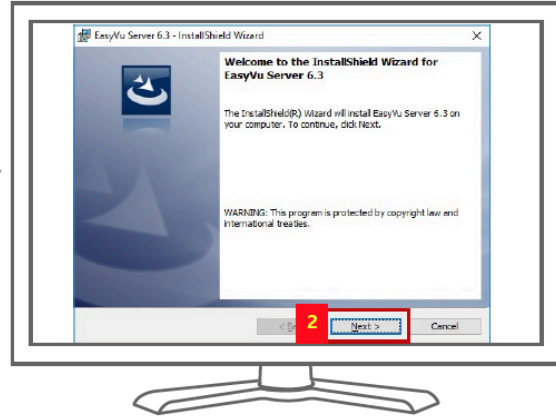 EasyVu Server 6.3 - InstallShield Wizard
Welcome to the InstallShield Wizard for
EasyVu Server 6.3
The InstallShield(R) Wizard will install EasyVu Server 6.3 on
your computer. To continue, click Next.
WARNING: This program is protected by copyright law and
international treaties.
2 Next > Cancel